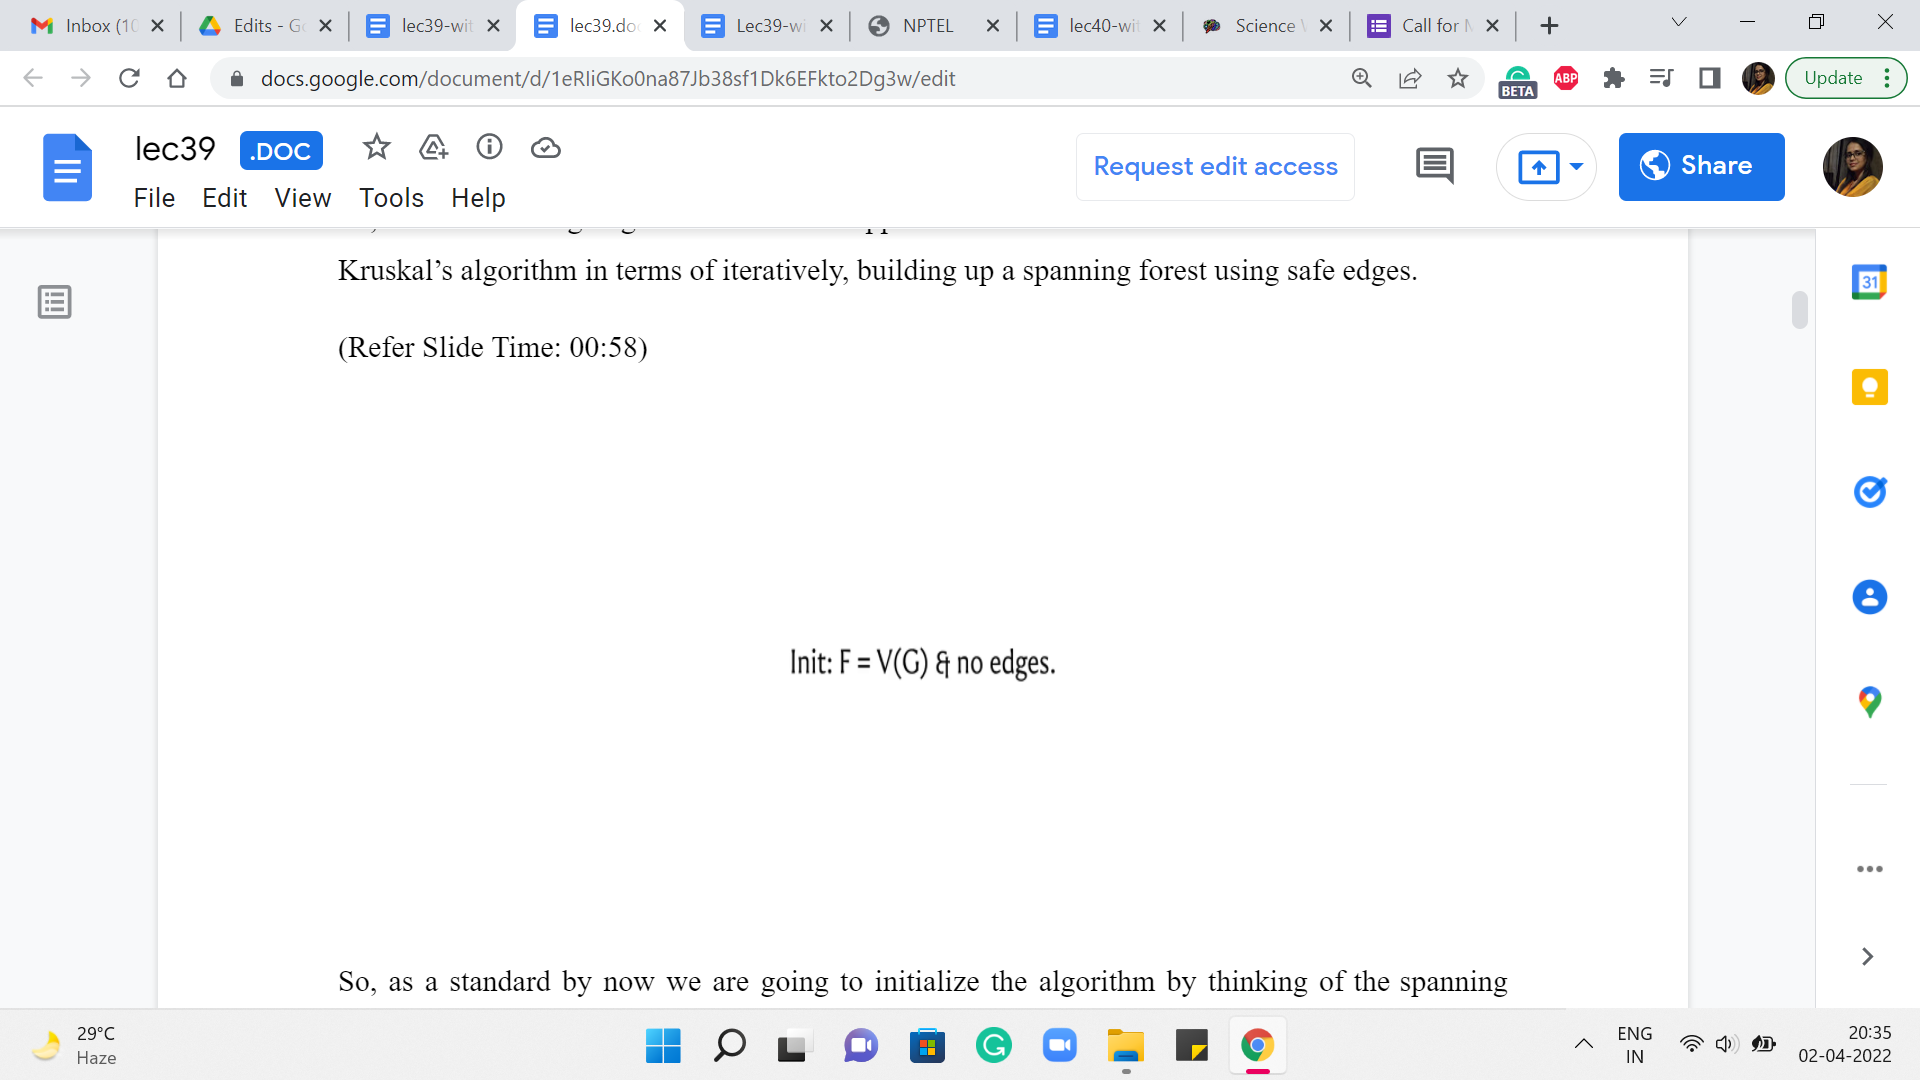 Inbox (10
Edits - Go
lec39-wit
lec39.do
Lec39-wi
NPTEL
lec40-wit
Science
Call for
docs.google.com/document/d/1eRIiGKo0na87Jb38sf1Dk6EFkto2Dg3w/edit
BETA
ABP
Update
lec39
.DOC
Request edit access
Share
File Edit View Tools Help
31
Kruskal’s algorithm in terms of iteratively, building up a spanning forest using safe edges.
(Refer Slide Time: 00:58)
Init: F = V(G) & no edges.
So, as a standard by now we are going to initialize the algorithm by thinking of the spanning
29°C
Haze
ENG
IN
20:35
02-04-2022